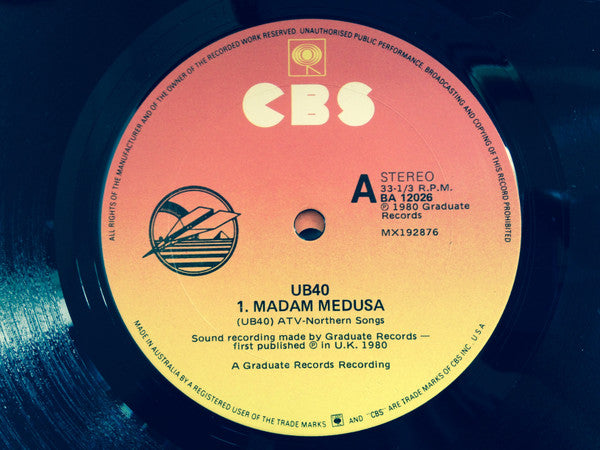 ALL RIGHTS OF THE MANUFACTURER AND OF THE OWNER OF THE RECORDED WORK RESERVED. UNAUTHORISED PUBLIC PERFORMANCE, BROADCASTING AND COPYING OF THIS RECORD PROHIBITED
CBS
A
STEREO
33-1/3 R.P.M.
BA 12026
℗ 1980 Graduate
Records
MX192876
UB40
1. MADAM MEDUSA
(UB40) ATV-Northern Songs
Sound recording made by Graduate Records —
first published ℗ in U.K. 1980
A Graduate Records Recording
MADE IN AUSTRALIA BY A REGISTERED USER OF THE TRADE MARKS AND "CBS" ARE TRADE MARKS OF CBS INC. U.S.A